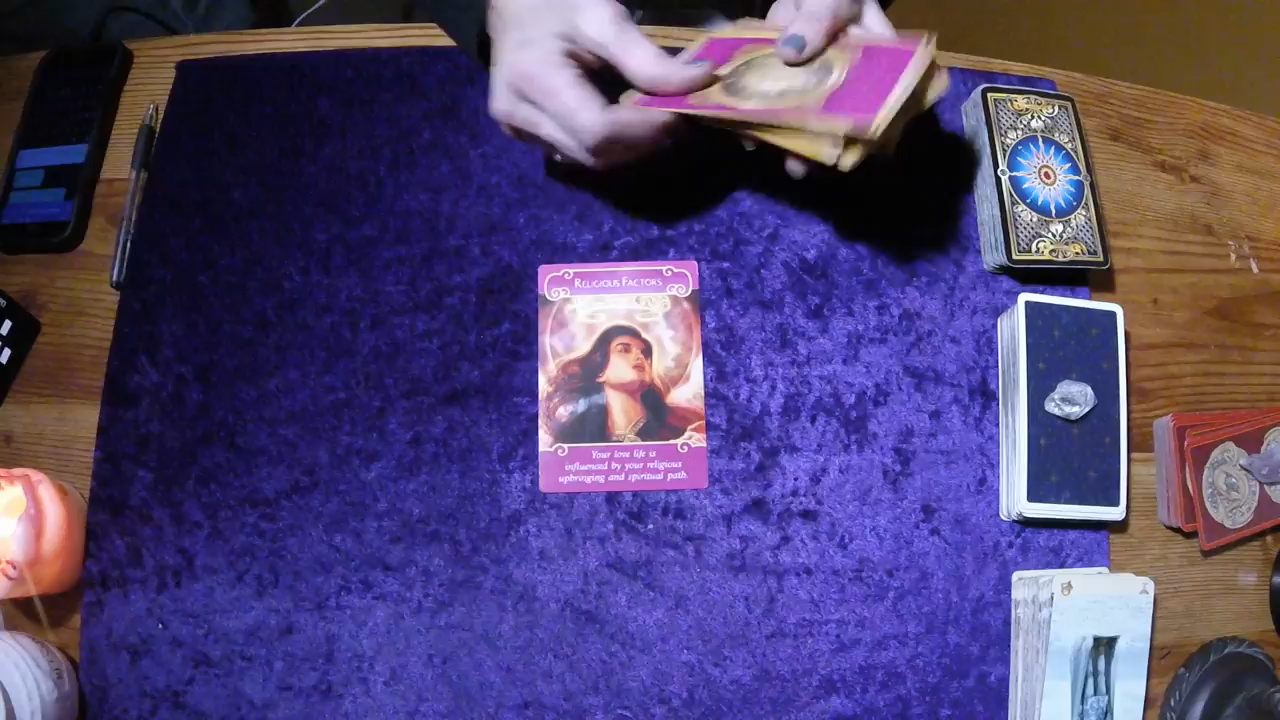 RELIGIOUS FACTORS
Your love life is
influenced by your religious
upbringing and spiritual path.